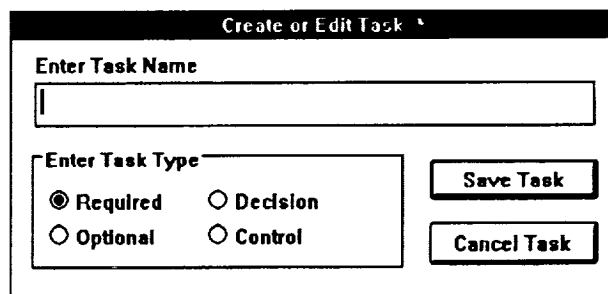 Create or Edit Task
Enter Task Name
Enter Task Type
Required Decision
Optional Control
Save Task
Cancel Task